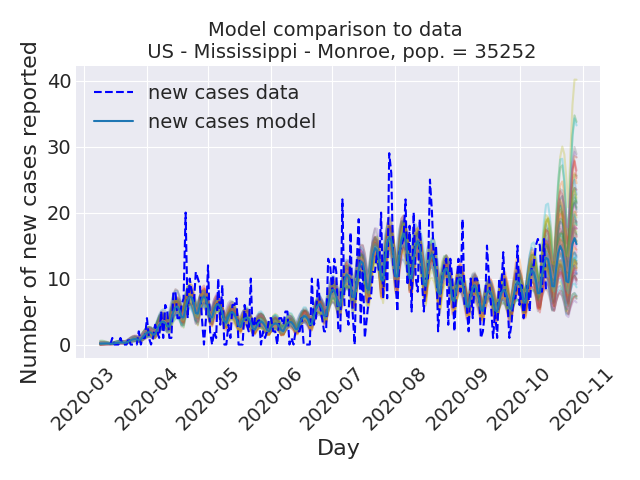 Model comparison to data
US - Mississippi - Monroe, pop. = 35252
Number of new cases reported
40
30
20
10
0
new cases data
new cases model
2020-03
2020-04
2020-05
2020-06
2020-07
2020-08
2020-09
2020-10
2020-11
Day